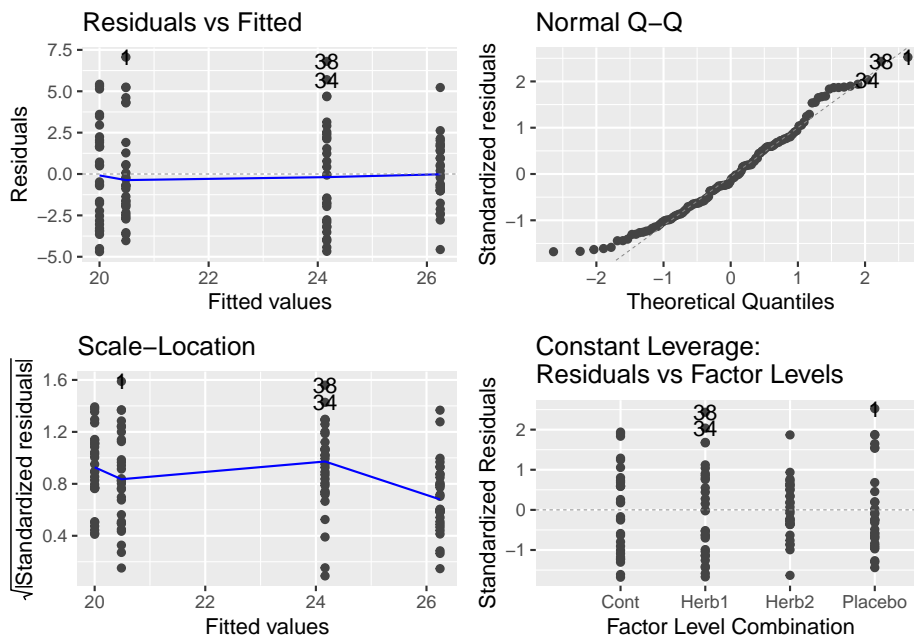 Residuals vs Fitted
7.5
5.0
2.5
0.0
−2.5
−5.0
Residuals
1
38
34
20
22
24
26
Fitted values
Normal Q−Q
2
1
0
−1
Standardized residuals
38
1
34
−2
−1
0
1
2
Theoretical Quantiles
Scale−Location
1.6
1.2
0.8
0.4
√|Standardized residuals|
1
38
34
20
22
24
26
Fitted values
Constant Leverage:
Residuals vs Factor Levels
2
1
0
−1
Standardized Residuals
38
34
1
Cont
Herb1
Herb2
Placebo
Factor Level Combination